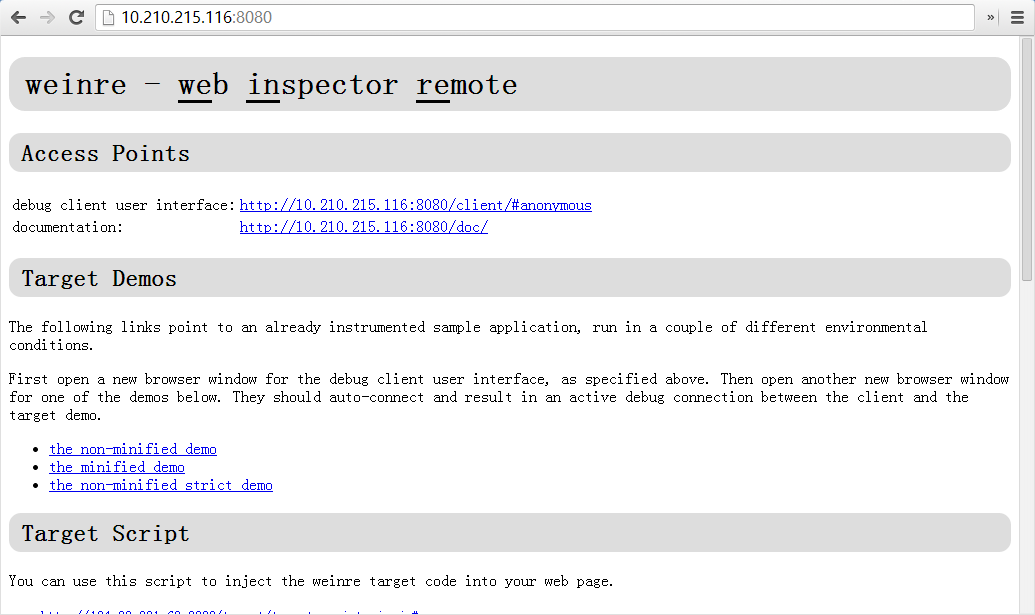 10.210.215.116:8080
»
weinre - web inspector remote
Access Points
debug client user interface: http://10.210.215.116:8080/client/#anonymous
documentation: http://10.210.215.116:8080/doc/
Target Demos
The following links point to an already instrumented sample application, run in a couple of different environmental
conditions.
First open a new browser window for the debug client user interface, as specified above. Then open another new browser window
for one of the demos below. They should auto-connect and result in an active debug connection between the client and the
target demo.
• the non-minified demo
• the minified demo
• the non-minified strict demo
Target Script
You can use this script to inject the weinre target code into your web page.